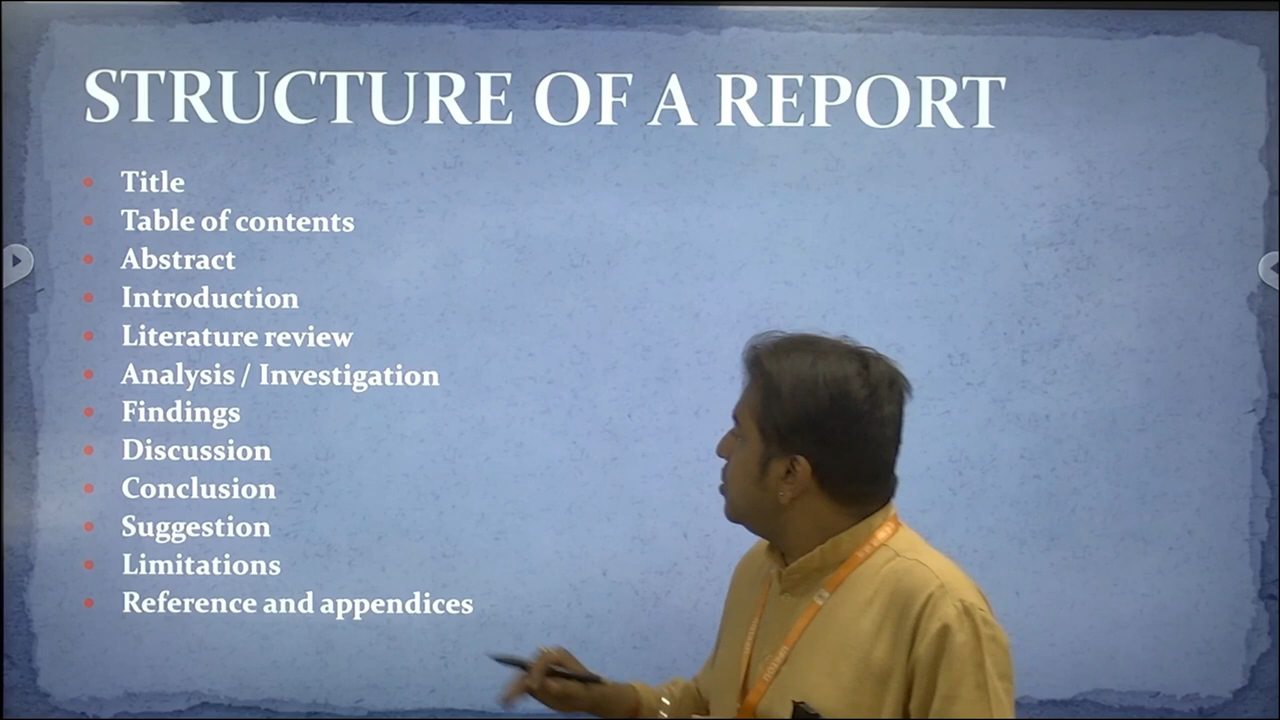 STRUCTURE OF A REPORT
Title
Table of contents
Abstract
Introduction
Literature review
Analysis / Investigation
Findings
Discussion
Conclusion
Suggestion
Limitations
Reference and appendices